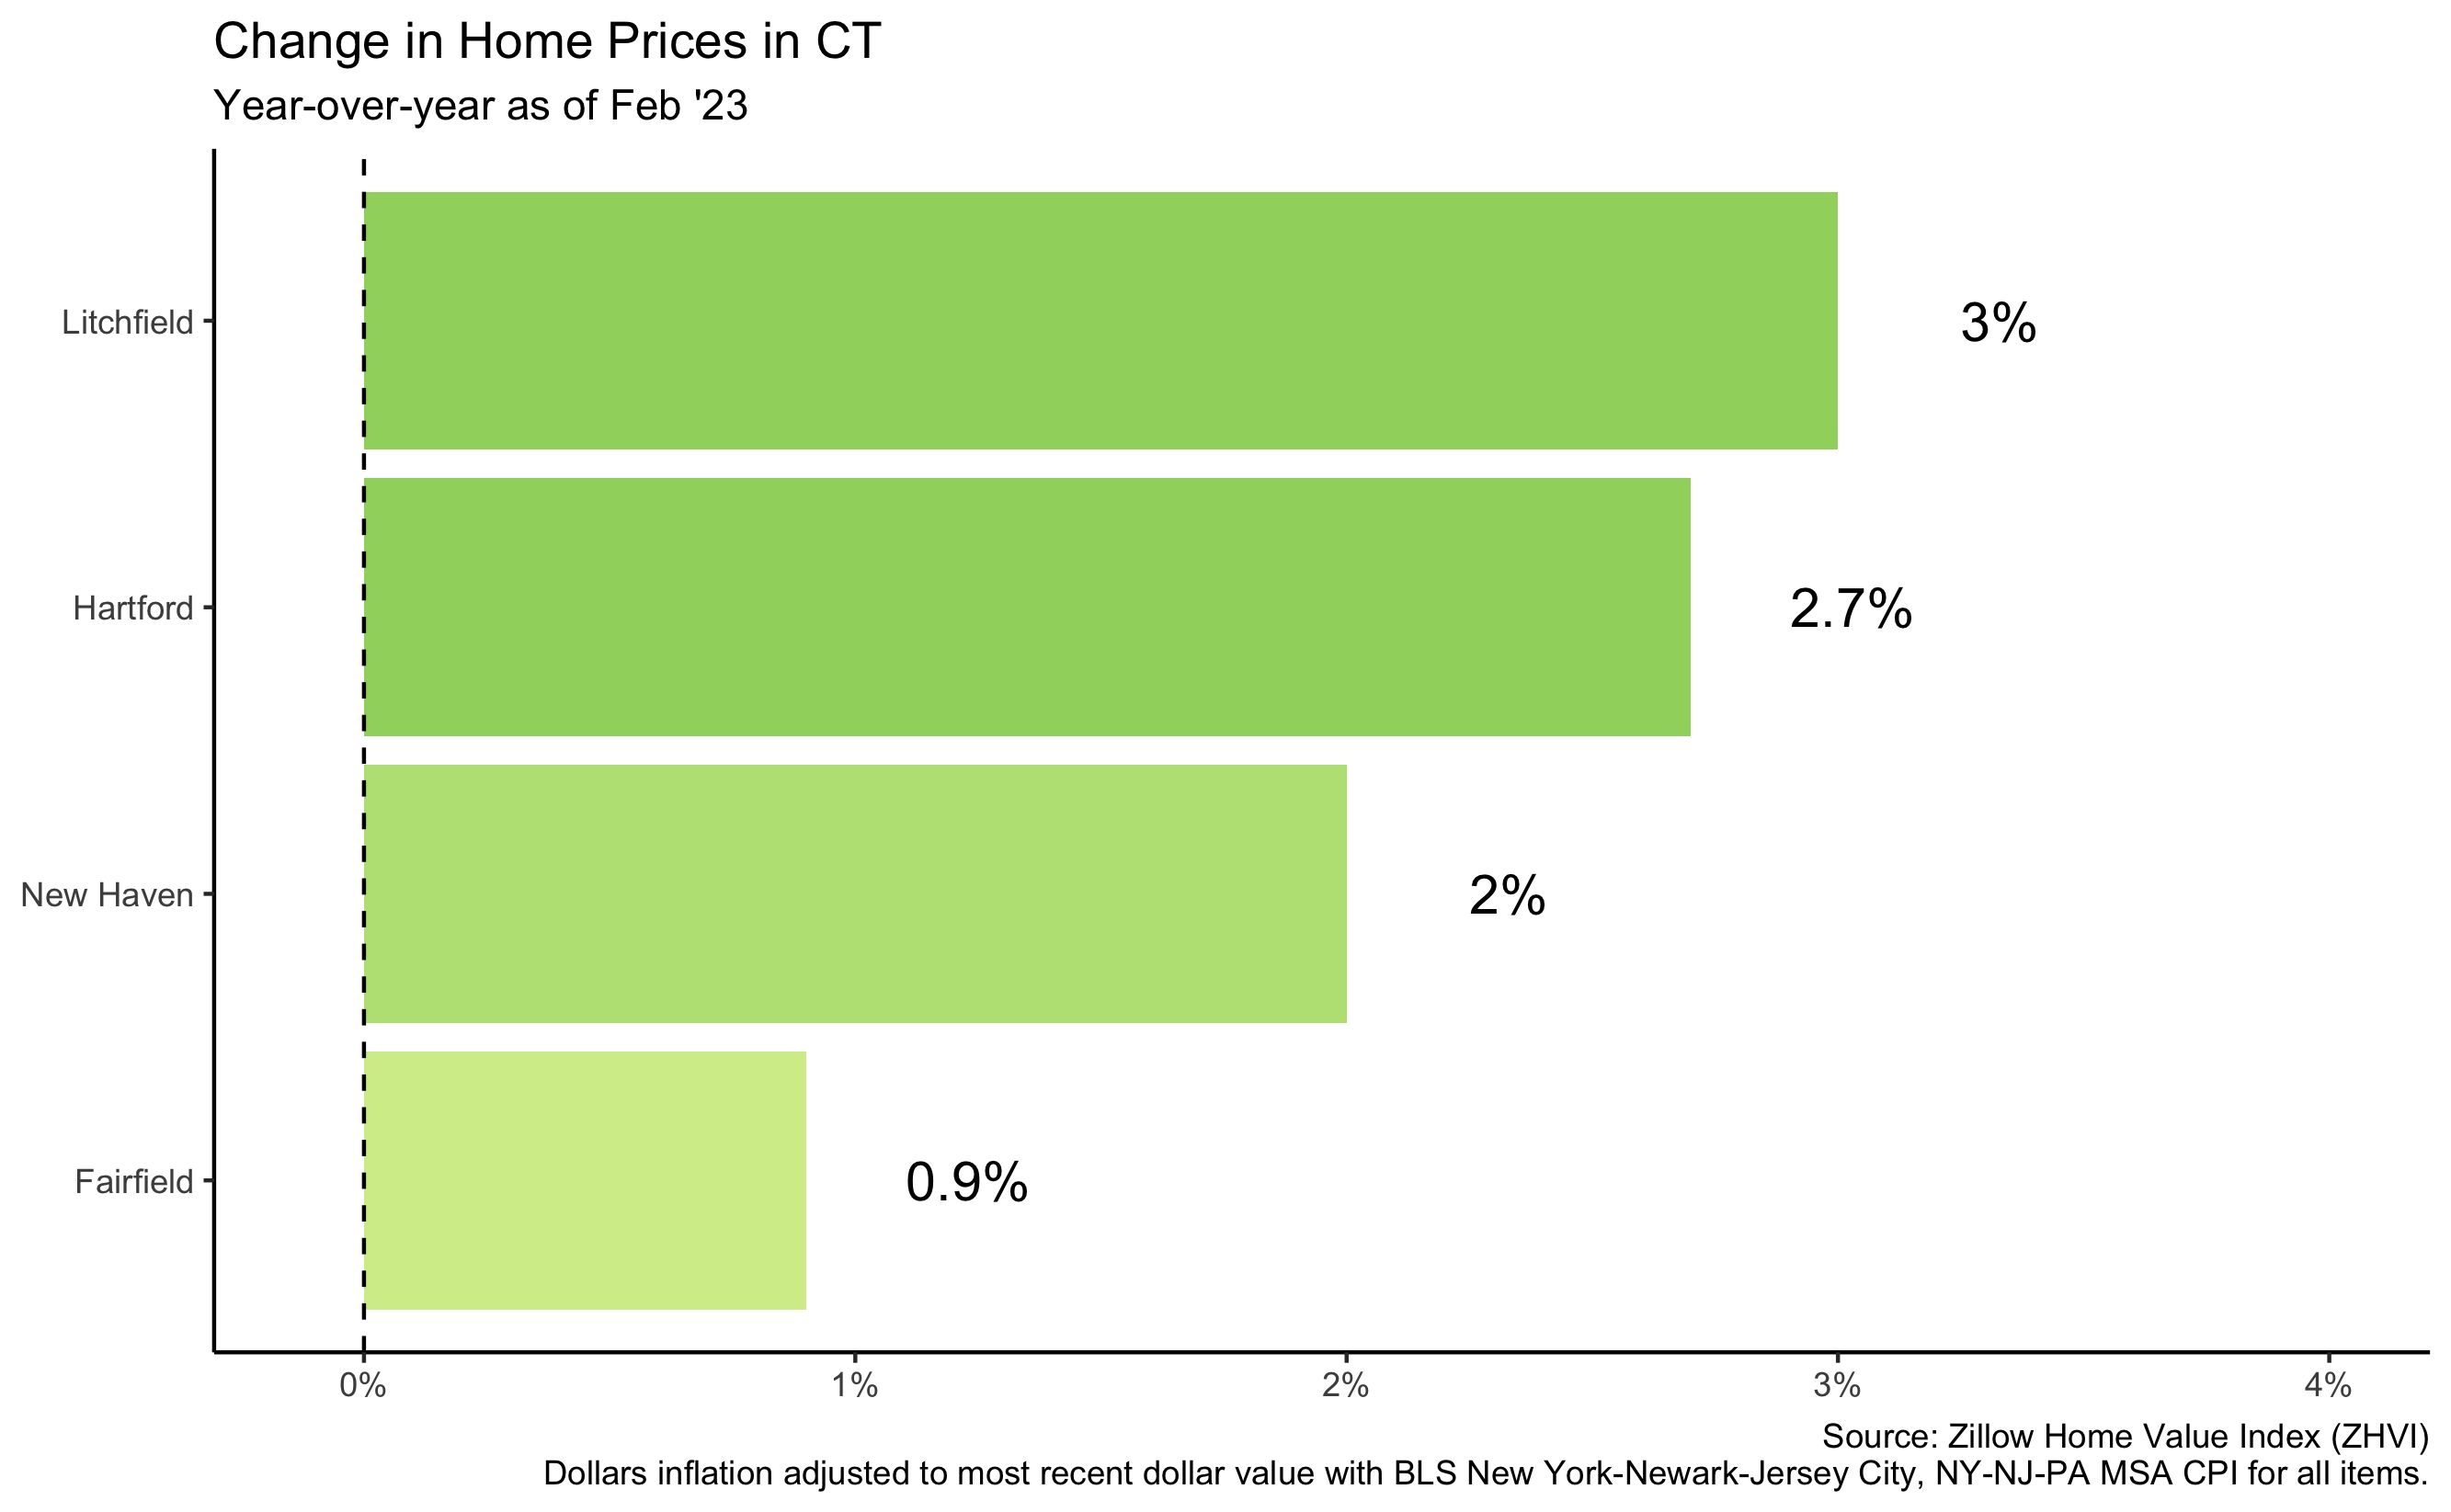 Change in Home Prices in CT
Year-over-year as of Feb '23
Litchfield
3%
Hartford
2.7%
New Haven
2%
Fairfield
0.9%
0%
1%
2%
3%
4%
Source: Zillow Home Value Index (ZHVI)
Dollars inflation adjusted to most recent dollar value with BLS New York-Newark-Jersey City, NY-NJ-PA MSA CPI for all items.